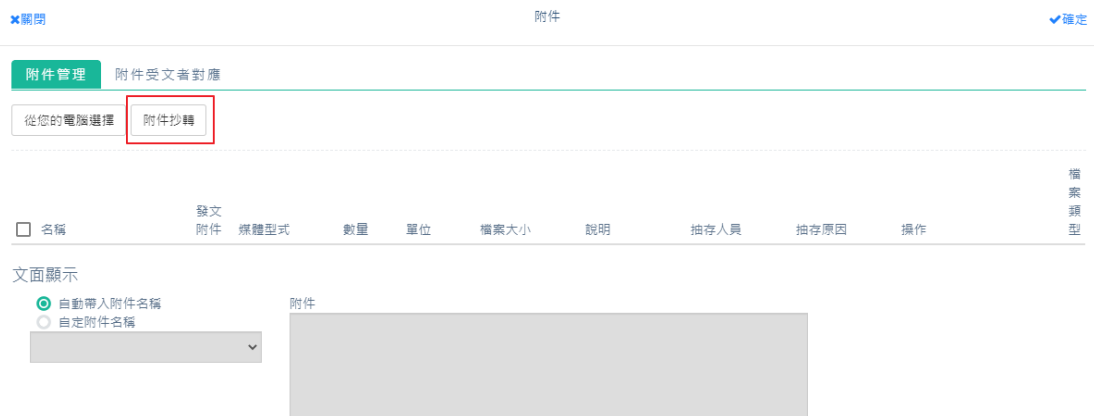 ✖關閉
附件
✔確定
附件管理
附件受文者對應
從您的電腦選擇
附件抄轉
名稱
發文附件
媒體型式
數量
單位
檔案大小
說明
抽存人員
抽存原因
操作
檔案類型
文面顯示
自動帶入附件名稱
自定附件名稱
附件